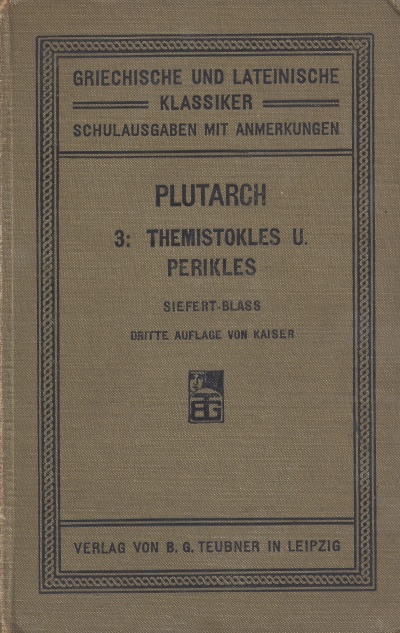 GRIECHISCHE UND LATEINISCHE
KLASSIKER
SCHULAUSGABEN MIT ANMERKUNGEN
PLUTARCH
3: THEMISTOKLES U.
PERIKLES
SIEFERT-BLASS
DRITTE AUFLAGE VON KAISER
BTG
VERLAG VON B. G. TEUBNER IN LEIPZIG